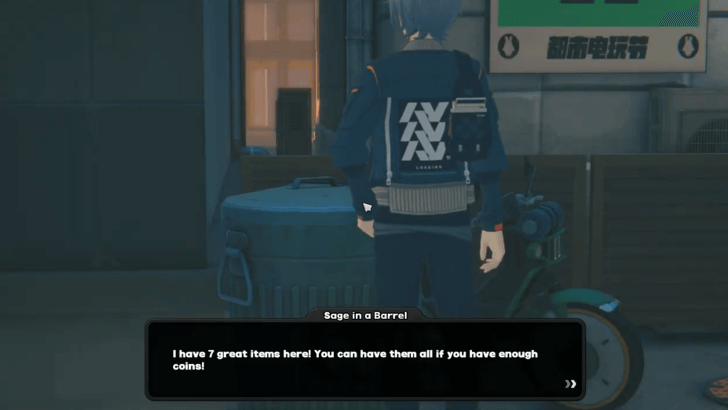 都市电玩节
LOADING
Sage in a Barrel
I have 7 great items here! You can have them all if you have enough
coins!